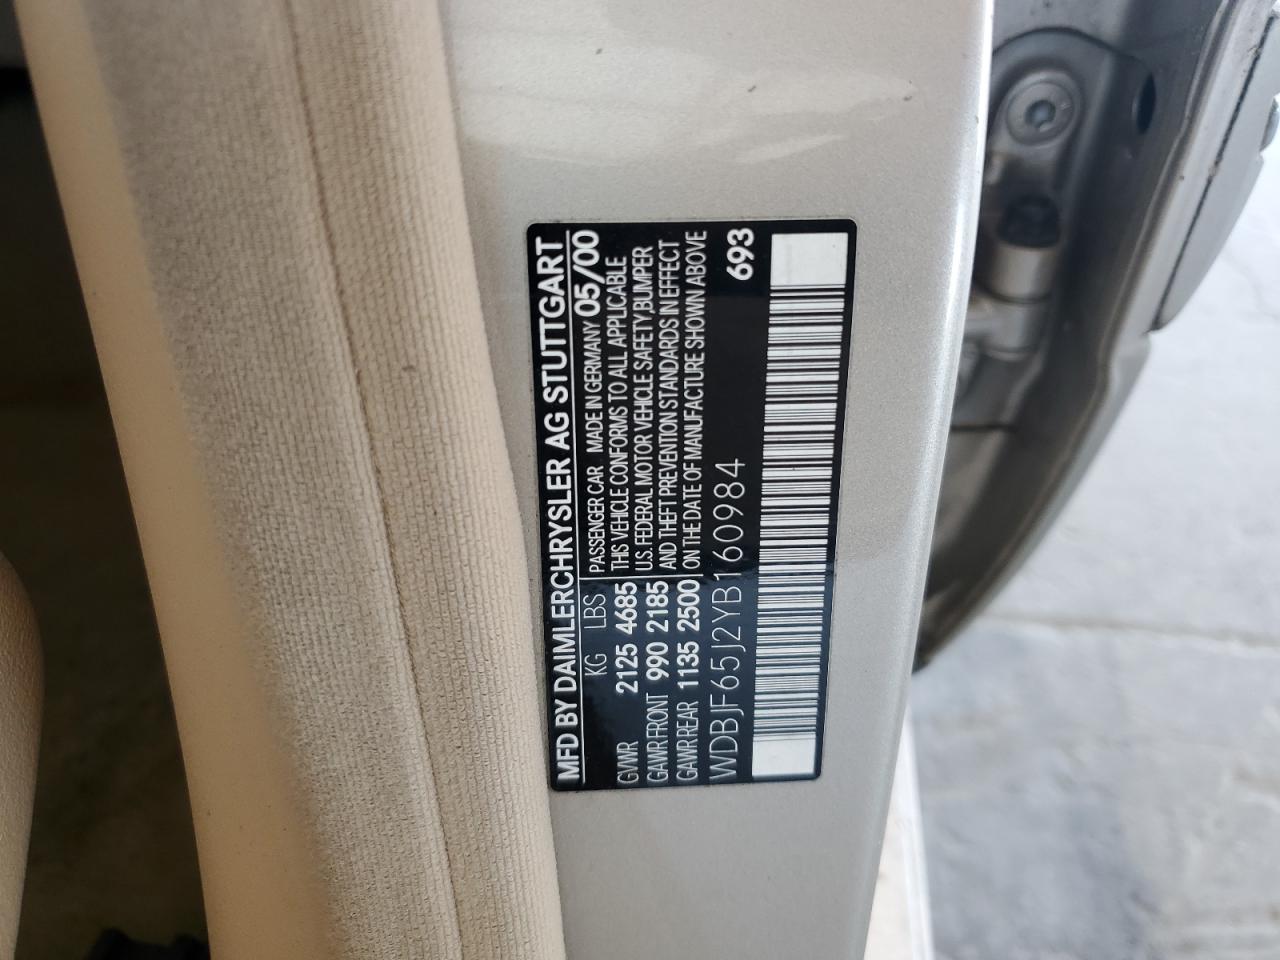 MFD BY DAIMLERCHRYSLER AG STUTTGART
PASSENGER CAR MADE IN GERMANY 05/00
KG LBS
THIS VEHICLE CONFORMS TO ALL APPLICABLE
GVWR 2125 4685
U.S. FEDERAL MOTOR VEHICLE SAFETY,BUMPER
GAWR FRONT 990 2185
AND THEFT PREVENTION STANDARDS IN EFFECT
GAWR REAR 1135 2500
ON THE DATE OF MANUFACTURE SHOWN ABOVE
WDBJF65J2YB160984
693